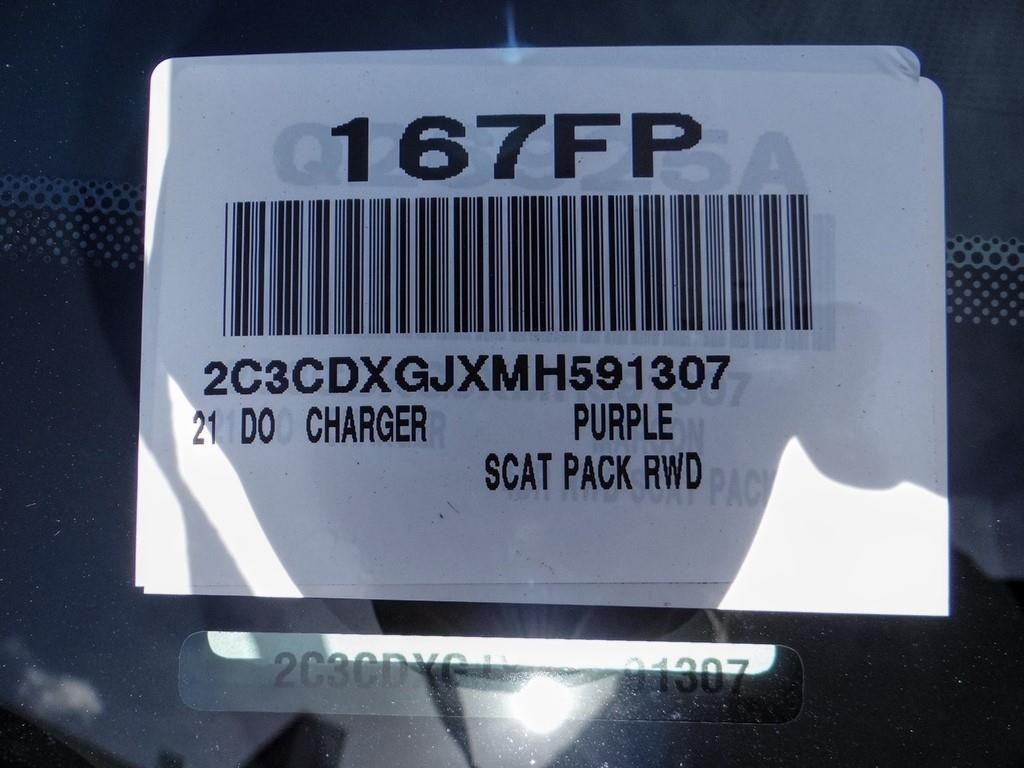 167FP
2C3CDXGJXMH591307
21 DO CHARGER PURPLE
SCAT PACK RWD